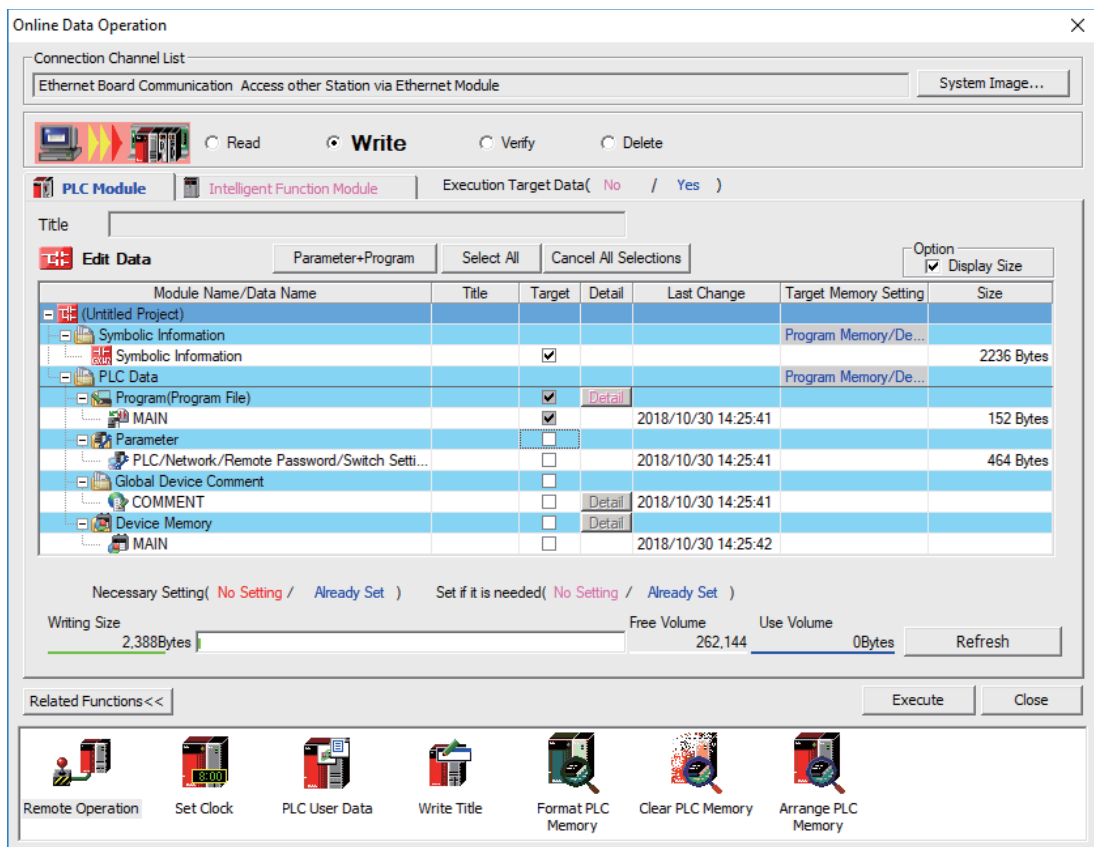 Online Data Operation
Connection Channel List
Ethernet Board Communication Access other Station via Ethernet Module
System Image...
Read Write Verify Delete
PLC Module Intelligent Function Module Execution Target Data( No / Yes )
Title
Edit Data Parameter+Program Select All Cancel All Selections
Option
Display Size
Module Name/Data Name Title Target Detail Last Change Target Memory Setting Size
(Untitled Project)
Symbolic Information Program Memory/De...
Symbolic Information 2236 Bytes
PLC Data Program Memory/De...
Program(Program File) Detail
MAIN 2018/10/30 14:25:41 152 Bytes
Parameter
PLC/Network/Remote Password/Switch Setti... 2018/10/30 14:25:41 464 Bytes
Global Device Comment
COMMENT Detail 2018/10/30 14:25:41
Device Memory Detail
MAIN 2018/10/30 14:25:42
Necessary Setting( No Setting / Already Set ) Set if it is needed( No Setting / Already Set )
Writing Size Free Volume Use Volume
2,388Bytes 262,144 0Bytes Refresh
Related Functions<< Execute Close
8:00
Remote Operation Set Clock PLC User Data Write Title Format PLC Memory Clear PLC Memory Arrange PLC Memory